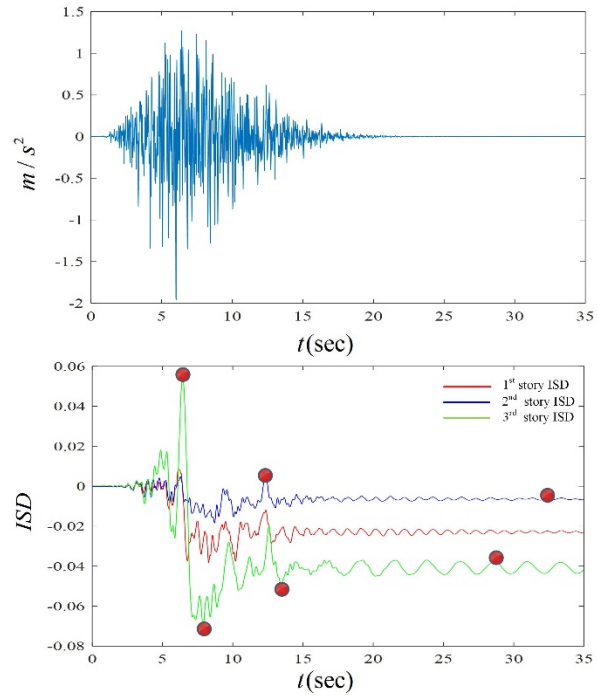 1.5
1
0.5
0
-0.5
-1
-1.5
-2
m / s²
0 5 10 15 20 25 30 35
t(sec)
0.06
0.04
0.02
0
-0.02
-0.04
-0.06
-0.08
ISD
1st story ISD
2nd story ISD
3rd story ISD
0 5 10 15 20 25 30 35
t(sec)